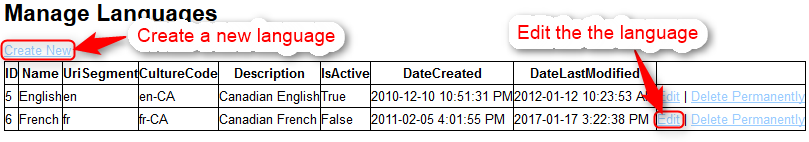 Manage Languages
Create New
Create a new language
Edit the the language
ID Name UriSegment CultureCode Description IsActive DateCreated DateLastModified
5 English en en-CA Canadian English True 2010-12-10 10:51:31 PM 2012-01-12 10:23:53 AM Edit | Delete Permanently
6 French fr fr-CA Canadian French False 2011-02-05 4:01:55 PM 2017-01-17 3:22:38 PM Edit | Delete Permanently